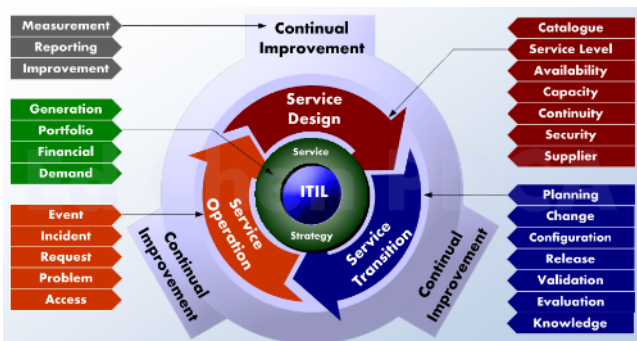 Measurement
Reporting
Improvement
Generation
Portfolio
Financial
Demand
Event
Incident
Request
Problem
Access
Continual
Improvement
Service
Design
Service
ITIL
Strategy
Service
Operation
Service
Transition
Continual
Improvement
Continual
Improvement
Catalogue
Service Level
Availability
Capacity
Continuity
Security
Supplier
Planning
Change
Configuration
Release
Validation
Evaluation
Knowledge